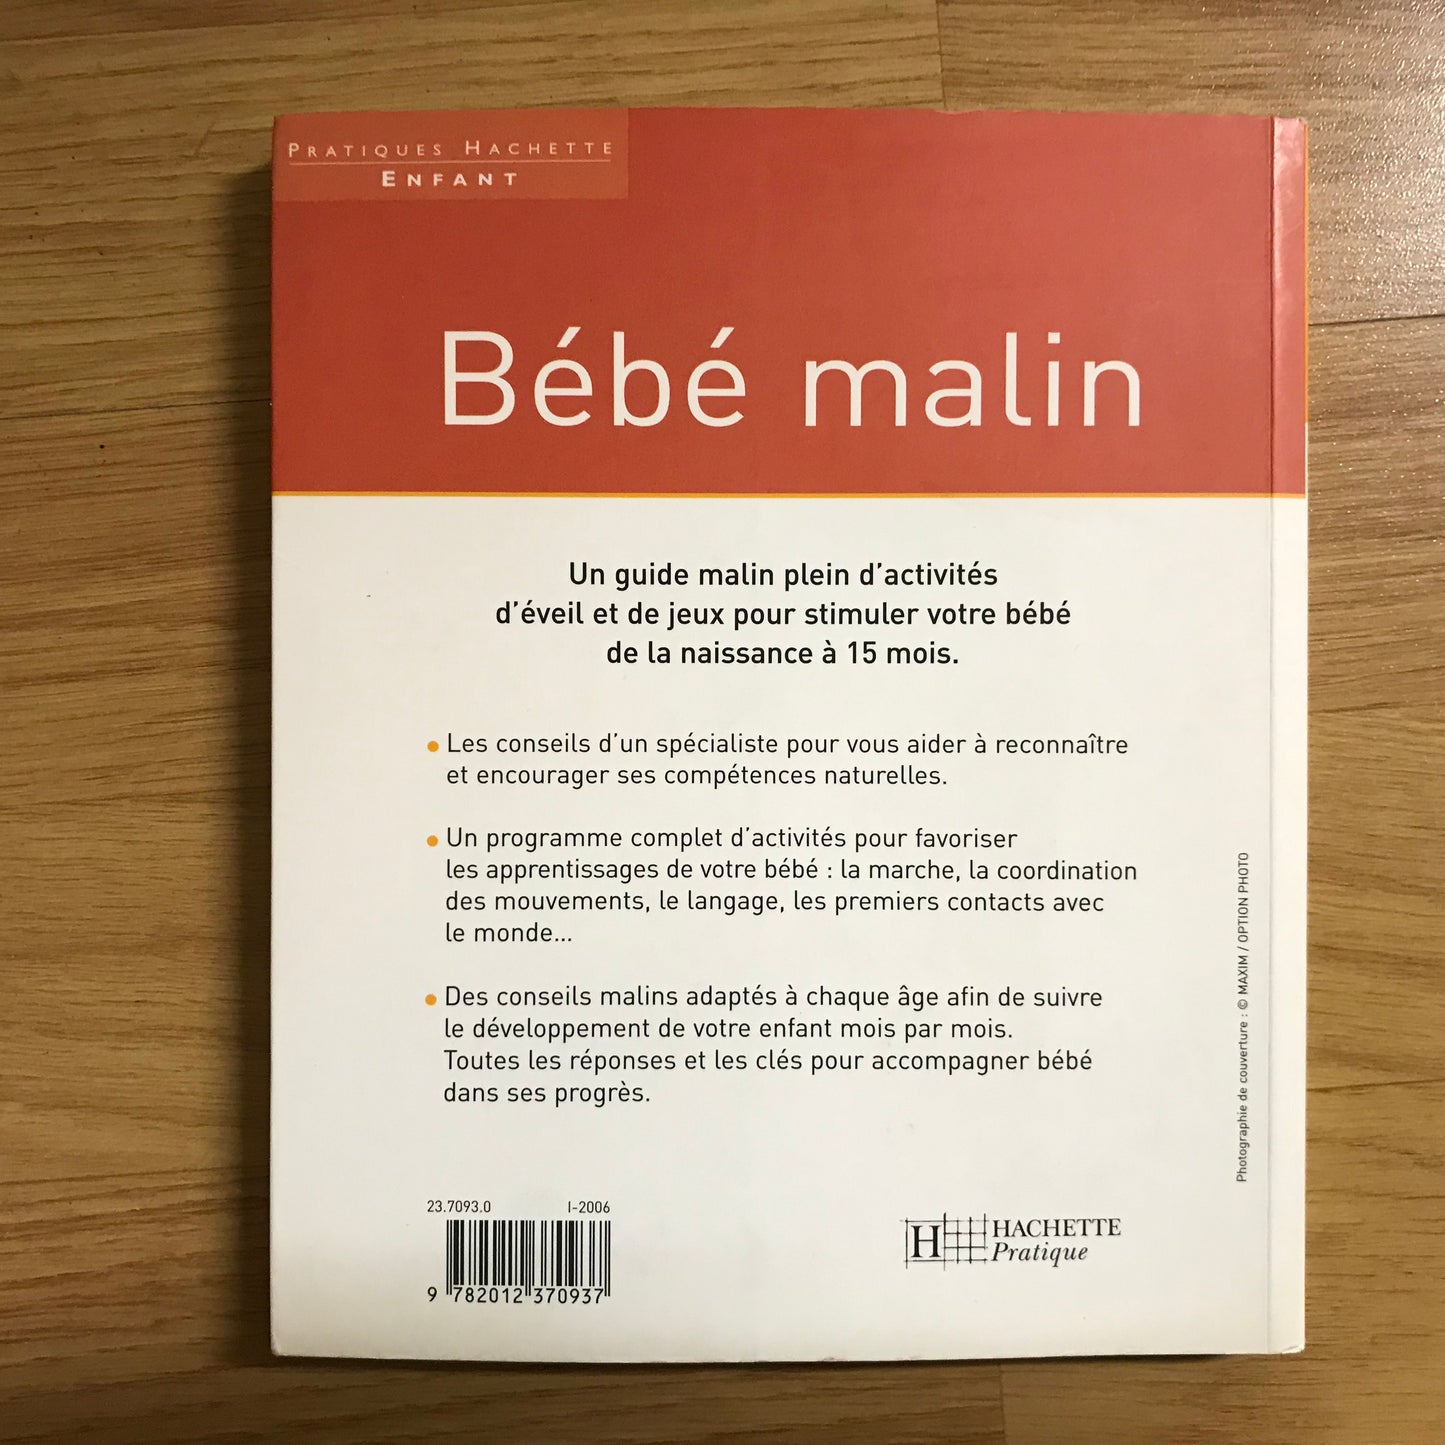 PRATIQUES HACHETTE
ENFANT
Bébé malin
Un guide malin plein d'activités
d'éveil et de jeux pour stimuler votre bébé
de la naissance à 15 mois.
• Les conseils d'un spécialiste pour vous aider à reconnaître
et encourager ses compétences naturelles.
• Un programme complet d'activités pour favoriser
les apprentissages de votre bébé : la marche, la coordination
des mouvements, le langage, les premiers contacts avec
le monde...
• Des conseils malins adaptés à chaque âge afin de suivre
le développement de votre enfant mois par mois.
Toutes les réponses et les clés pour accompagner bébé
dans ses progrès.
Photographie de couverture : © MAXIM / OPTION PHOTO
23.7093.0 I-2006
9 782012 370937
H HACHETTE
Pratique